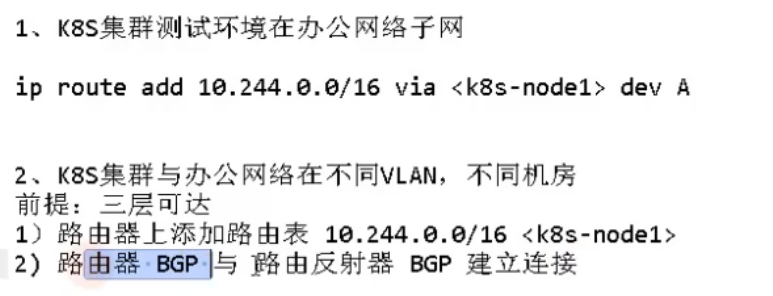 1、K8S集群测试环境在办公网络子网
ip route add 10.244.0.0/16 via <k8s-node1> dev A
2、K8S集群与办公网络在不同VLAN，不同机房
前提：三层可达
1）路由器上添加路由表 10.244.0.0/16 <k8s-node1>
2) 路由器 BGP 与 路由反射器 BGP 建立连接